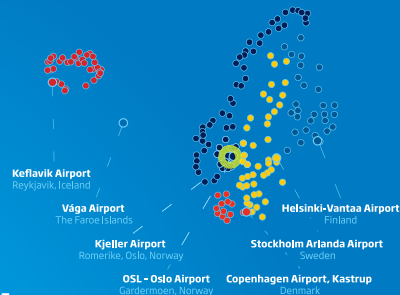 Keflavik Airport
Reykjavik, Iceland
Vága Airport
The Faroe Islands
Helsinki-Vantaa Airport
Finland
Kjeller Airport
Romerike, Oslo, Norway
Stockholm Arlanda Airport
Sweden
OSL - Oslo Airport
Gardermoen, Norway
Copenhagen Airport, Kastrup
Denmark